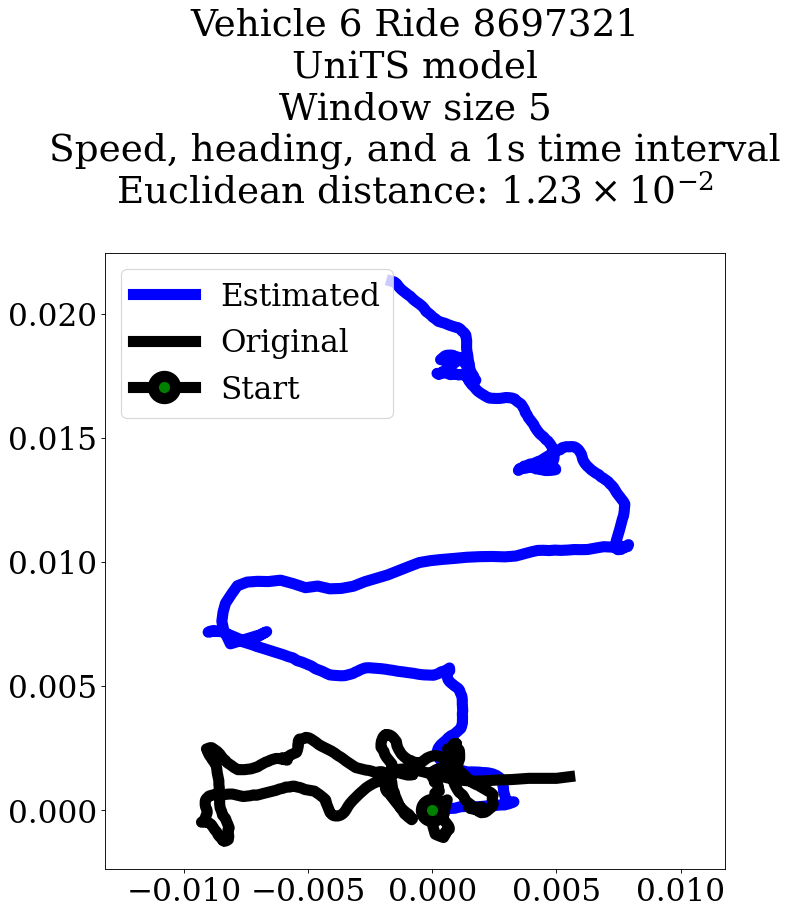 Vehicle 6 Ride 8697321
UniTS model
Window size 5
Speed, heading, and a 1s time interval
Euclidean distance: 1.23 × 10⁻²
Estimated
Original
Start
0.020
0.015
0.010
0.005
0.000
−0.010 −0.005 0.000 0.005 0.010